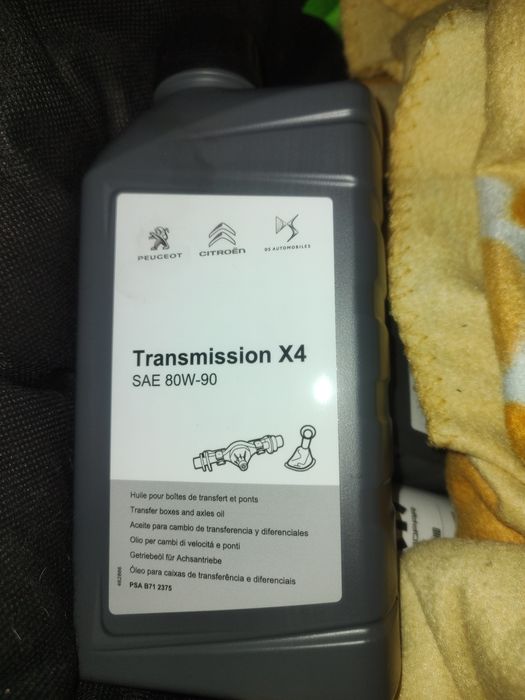 PEUGEOT
CITROËN
DS AUTOMOBILES
Transmission X4
SAE 80W-90
Huile pour boîtes de transfert et ponts
Transfer boxes and axles oil
Aceite para cambio de transferencia y diferenciales
Olio per cambi di velocità e ponti
Getriebeöl für Achsantriebe
Óleo para caixas de transferência e diferenciais
PSA B71 2375